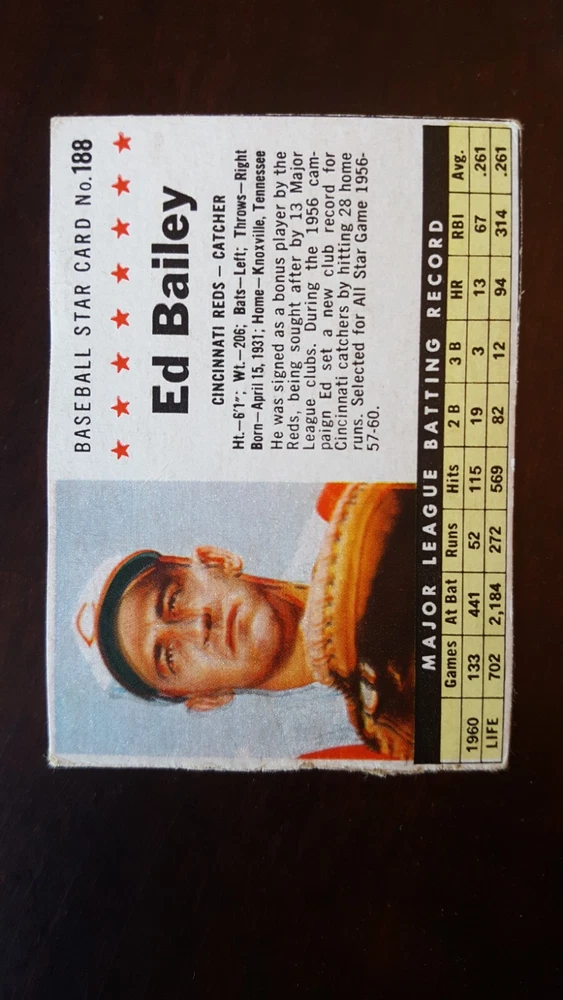 BASEBALL STAR CARD No.188
Ed Bailey
CINCINNATI REDS – CATCHER
Ht.–6'1"; Wt.–206; Bats–Left; Throws–Right
Born–April 15, 1931; Home–Knoxville, Tennessee
He was signed as a bonus player by the
Reds, being sought after by 13 Major
League clubs. During the 1956 cam-
paign Ed set a new club record for
Cincinnati catchers by hitting 28 home
runs. Selected for All Star Game 1956-
57-60.
MAJOR LEAGUE BATTING RECORD
Games At Bat Runs Hits 2 B 3 B HR RBI Avg.
1960 133 441 52 115 19 3 13 67 .261
LIFE 702 2,184 272 569 82 12 94 314 .261